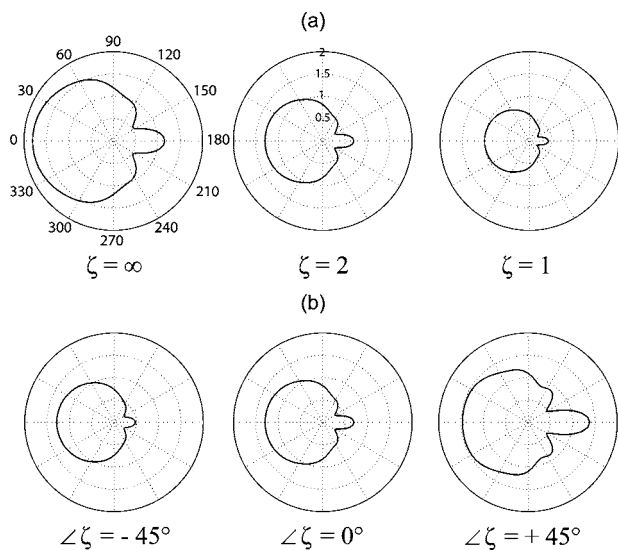 (a)
90
60
120
30
150
0
180
330
210
300
240
270
2
1.5
1
0.5
ζ = ∞
ζ = 2
ζ = 1
(b)
∠ζ = - 45°
∠ζ = 0°
∠ζ = + 45°